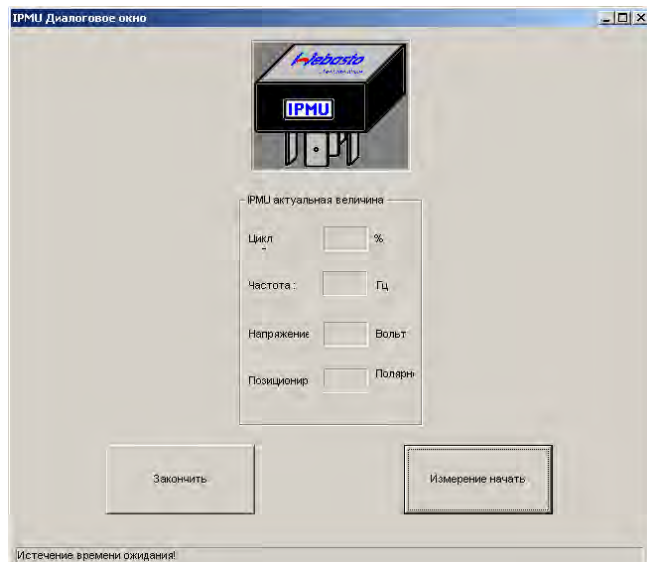 IPMU Диалоговое окно
Webasto
IPMU
IPMU актуальная величина
Цикл %
Частота : Гц
Напряжение Вольт
Позиционир Полярн
Закончить
Измерение начать
Истечение времени ожидания!